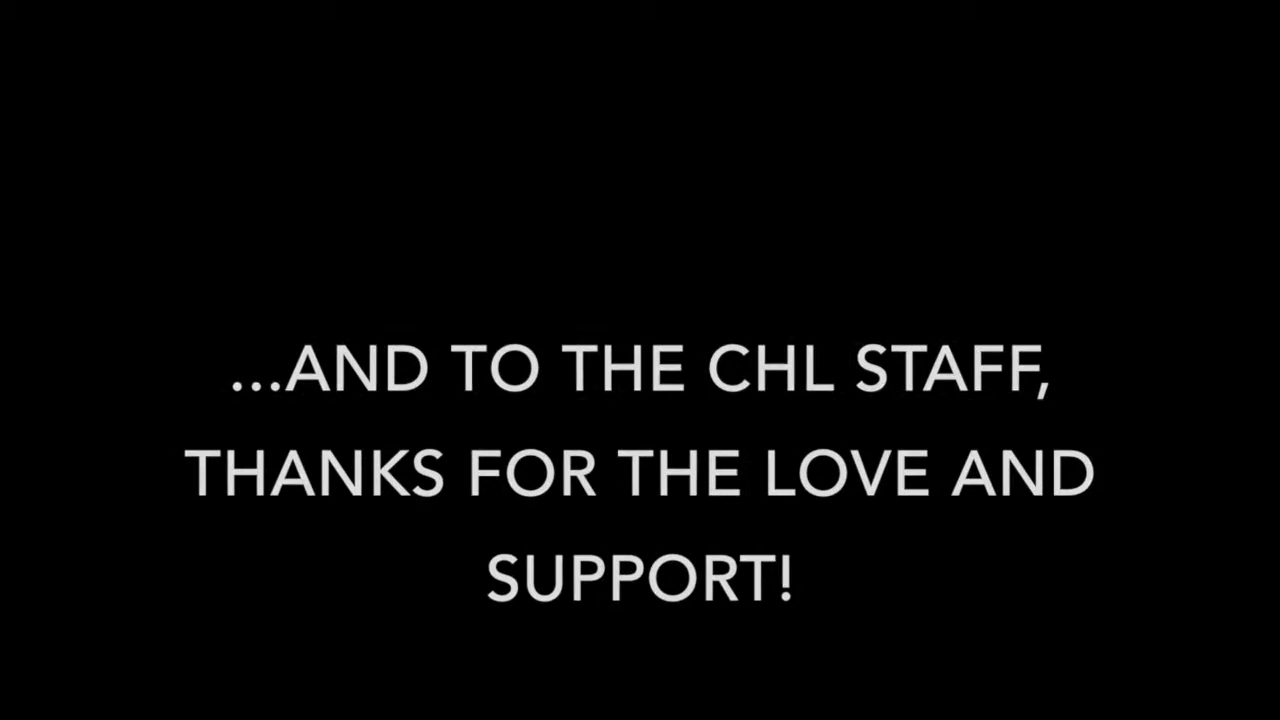 ...AND TO THE CHL STAFF,
THANKS FOR THE LOVE AND
SUPPORT!